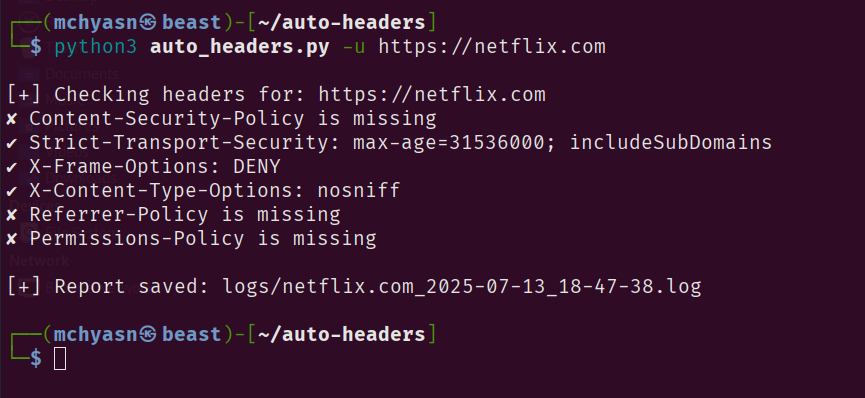 ┌──(mchyasn㉿beast)-[~/auto-headers]
└─$ python3 auto_headers.py -u https://netflix.com
[+] Checking headers for: https://netflix.com
✘ Content-Security-Policy is missing
✔ Strict-Transport-Security: max-age=31536000; includeSubDomains
✔ X-Frame-Options: DENY
✔ X-Content-Type-Options: nosniff
✘ Referrer-Policy is missing
✘ Permissions-Policy is missing
Network
[+] Report saved: logs/netflix.com_2025-07-13_18-47-38.log
┌──(mchyasn㉿beast)-[~/auto-headers]
└─$